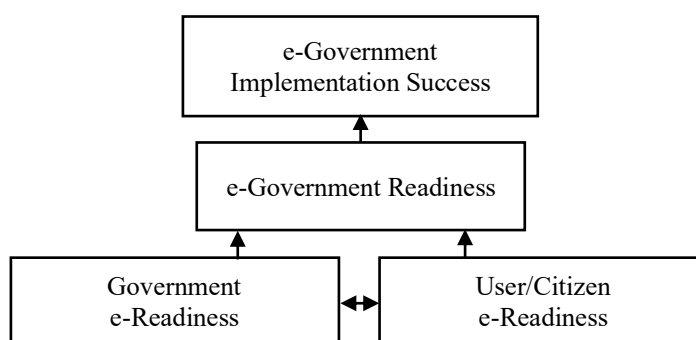 e-Government
Implementation Success
e-Government Readiness
Government
e-Readiness
User/Citizen
e-Readiness